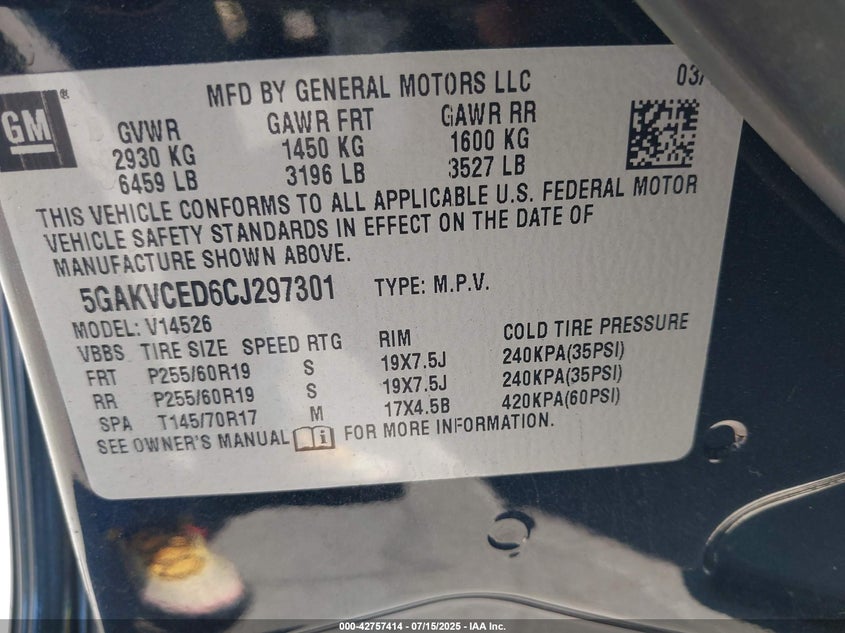 MFD BY GENERAL MOTORS LLC 03/
GM®
GVWR GAWR FRT GAWR RR
2930 KG 1450 KG 1600 KG
6459 LB 3196 LB 3527 LB
THIS VEHICLE CONFORMS TO ALL APPLICABLE U.S. FEDERAL MOTOR
VEHICLE SAFETY STANDARDS IN EFFECT ON THE DATE OF
MANUFACTURE SHOWN ABOVE.
5GAKVCED6CJ297301 TYPE: M.P.V.
MODEL: V14526
VBBS TIRE SIZE SPEED RTG RIM COLD TIRE PRESSURE
FRT P255/60R19 S 19X7.5J 240KPA(35PSI)
RR P255/60R19 S 19X7.5J 240KPA(35PSI)
SPA T145/70R17 M 17X4.5B 420KPA(60PSI)
SEE OWNER'S MANUAL i FOR MORE INFORMATION.
000-42757414 - 07/15/2025 - IAA Inc.